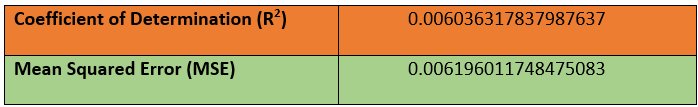 Coefficient of Determination (R²) 0.006036317837987637
Mean Squared Error (MSE) 0.006196011748475083